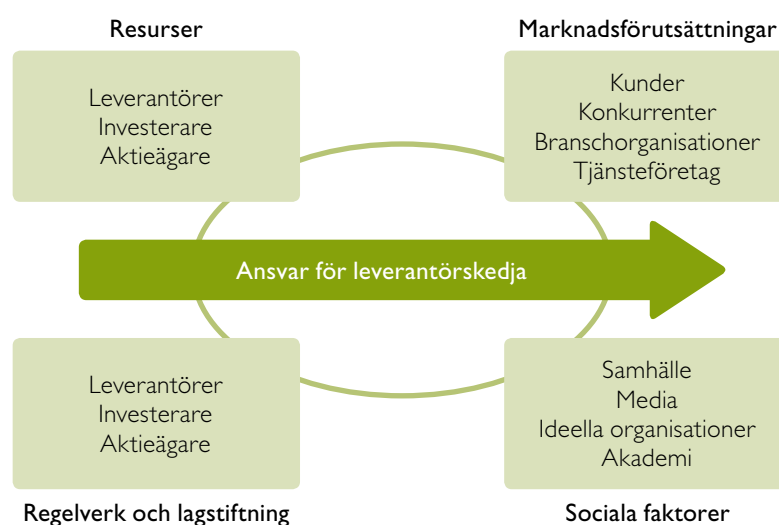 Resurser
Leverantörer
Investerare
Aktieägare
Marknadsförutsättningar
Kunder
Konkurrenter
Branschorganisationer
Tjänsteföretag
Ansvar för leverantörskedja
Leverantörer
Investerare
Aktieägare
Regelverk och lagstiftning
Samhälle
Media
Ideella organisationer
Akademi
Sociala faktorer